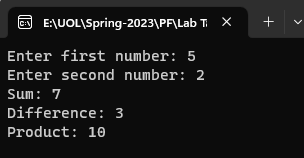 E:\UOL\Spring-2023\PF\Lab Ta
Enter first number: 5
Enter second number: 2
Sum: 7
Difference: 3
Product: 10